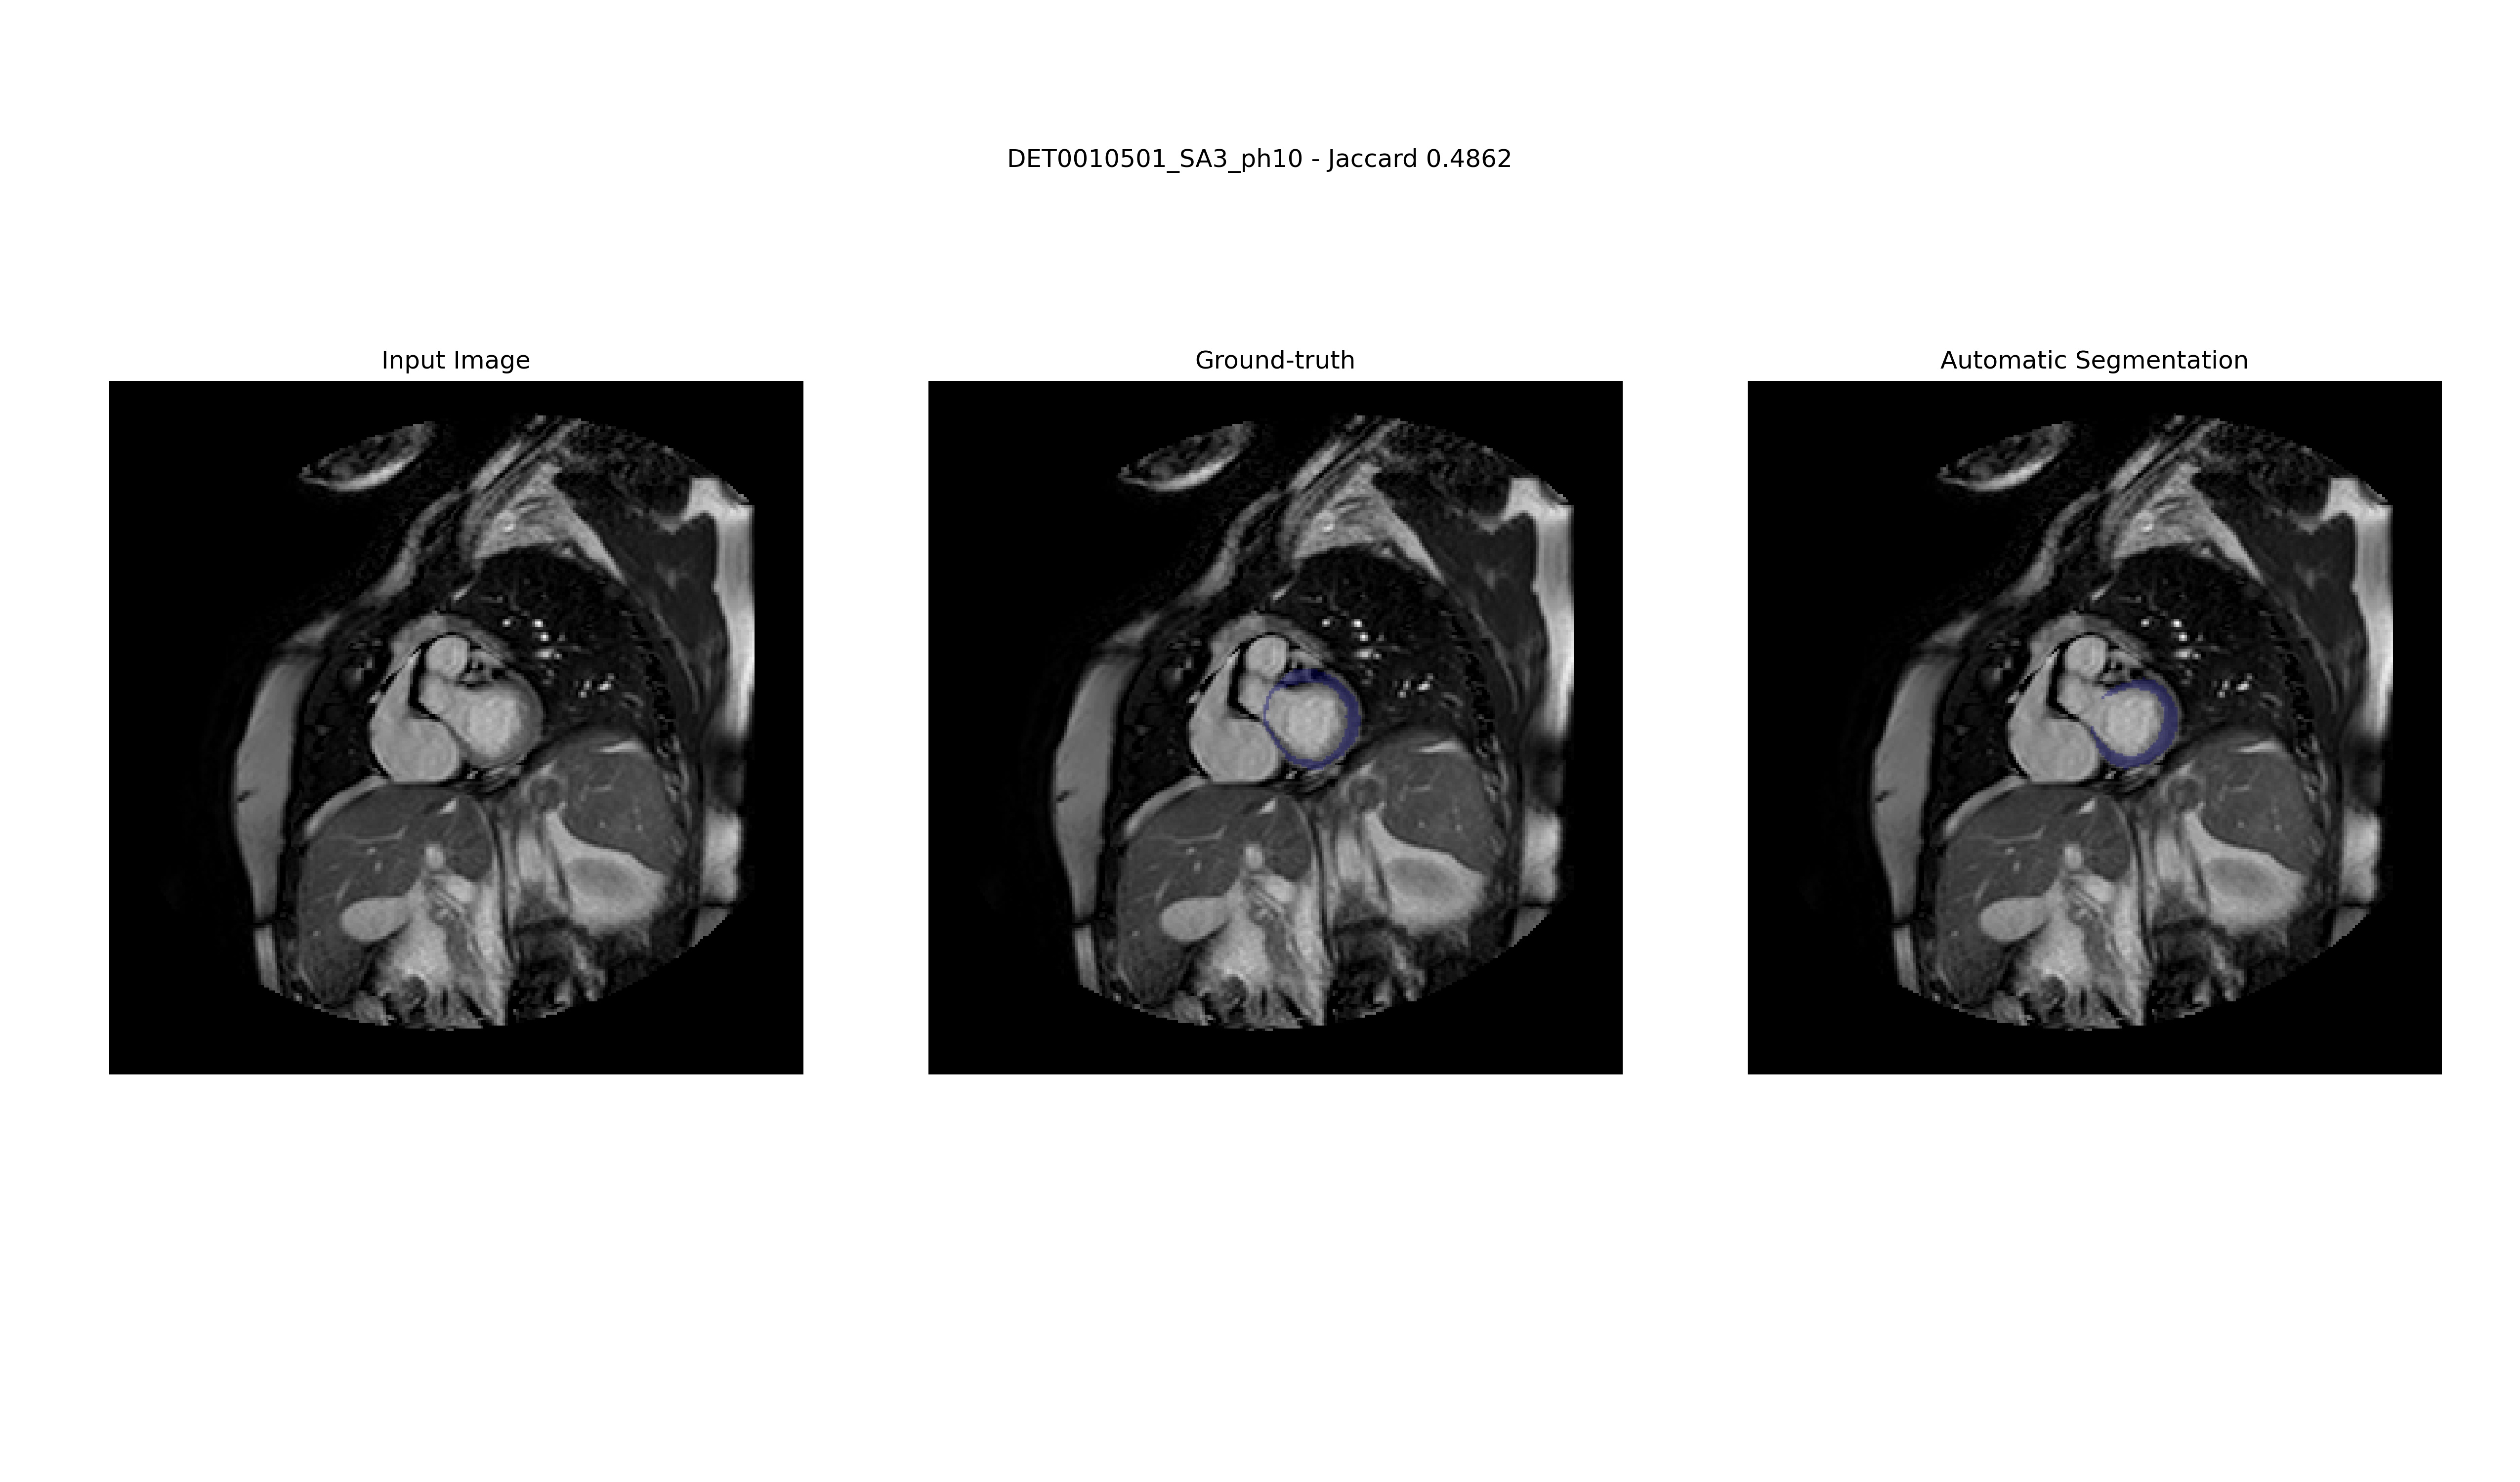 DET0010501_SA3_ph10 - Jaccard 0.4862
Input Image
Ground-truth
Automatic Segmentation